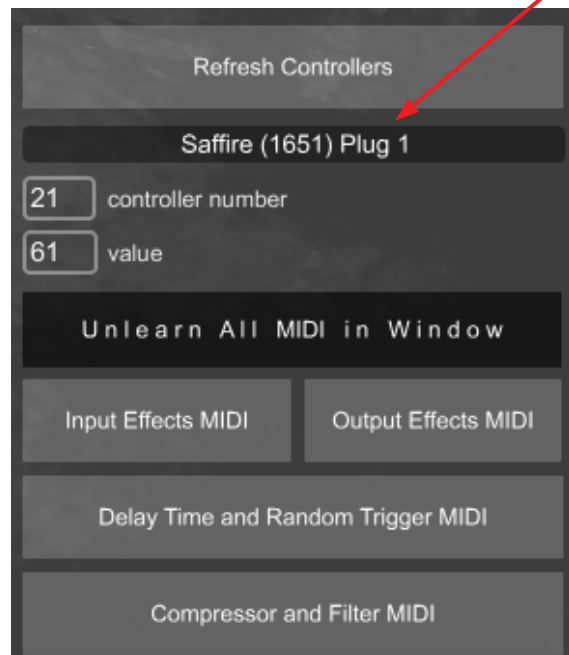 Refresh Controllers
Saffire (1651) Plug 1
21 controller number
61 value
Unlearn All MIDI in Window
Input Effects MIDI Output Effects MIDI
Delay Time and Random Trigger MIDI
Compressor and Filter MIDI